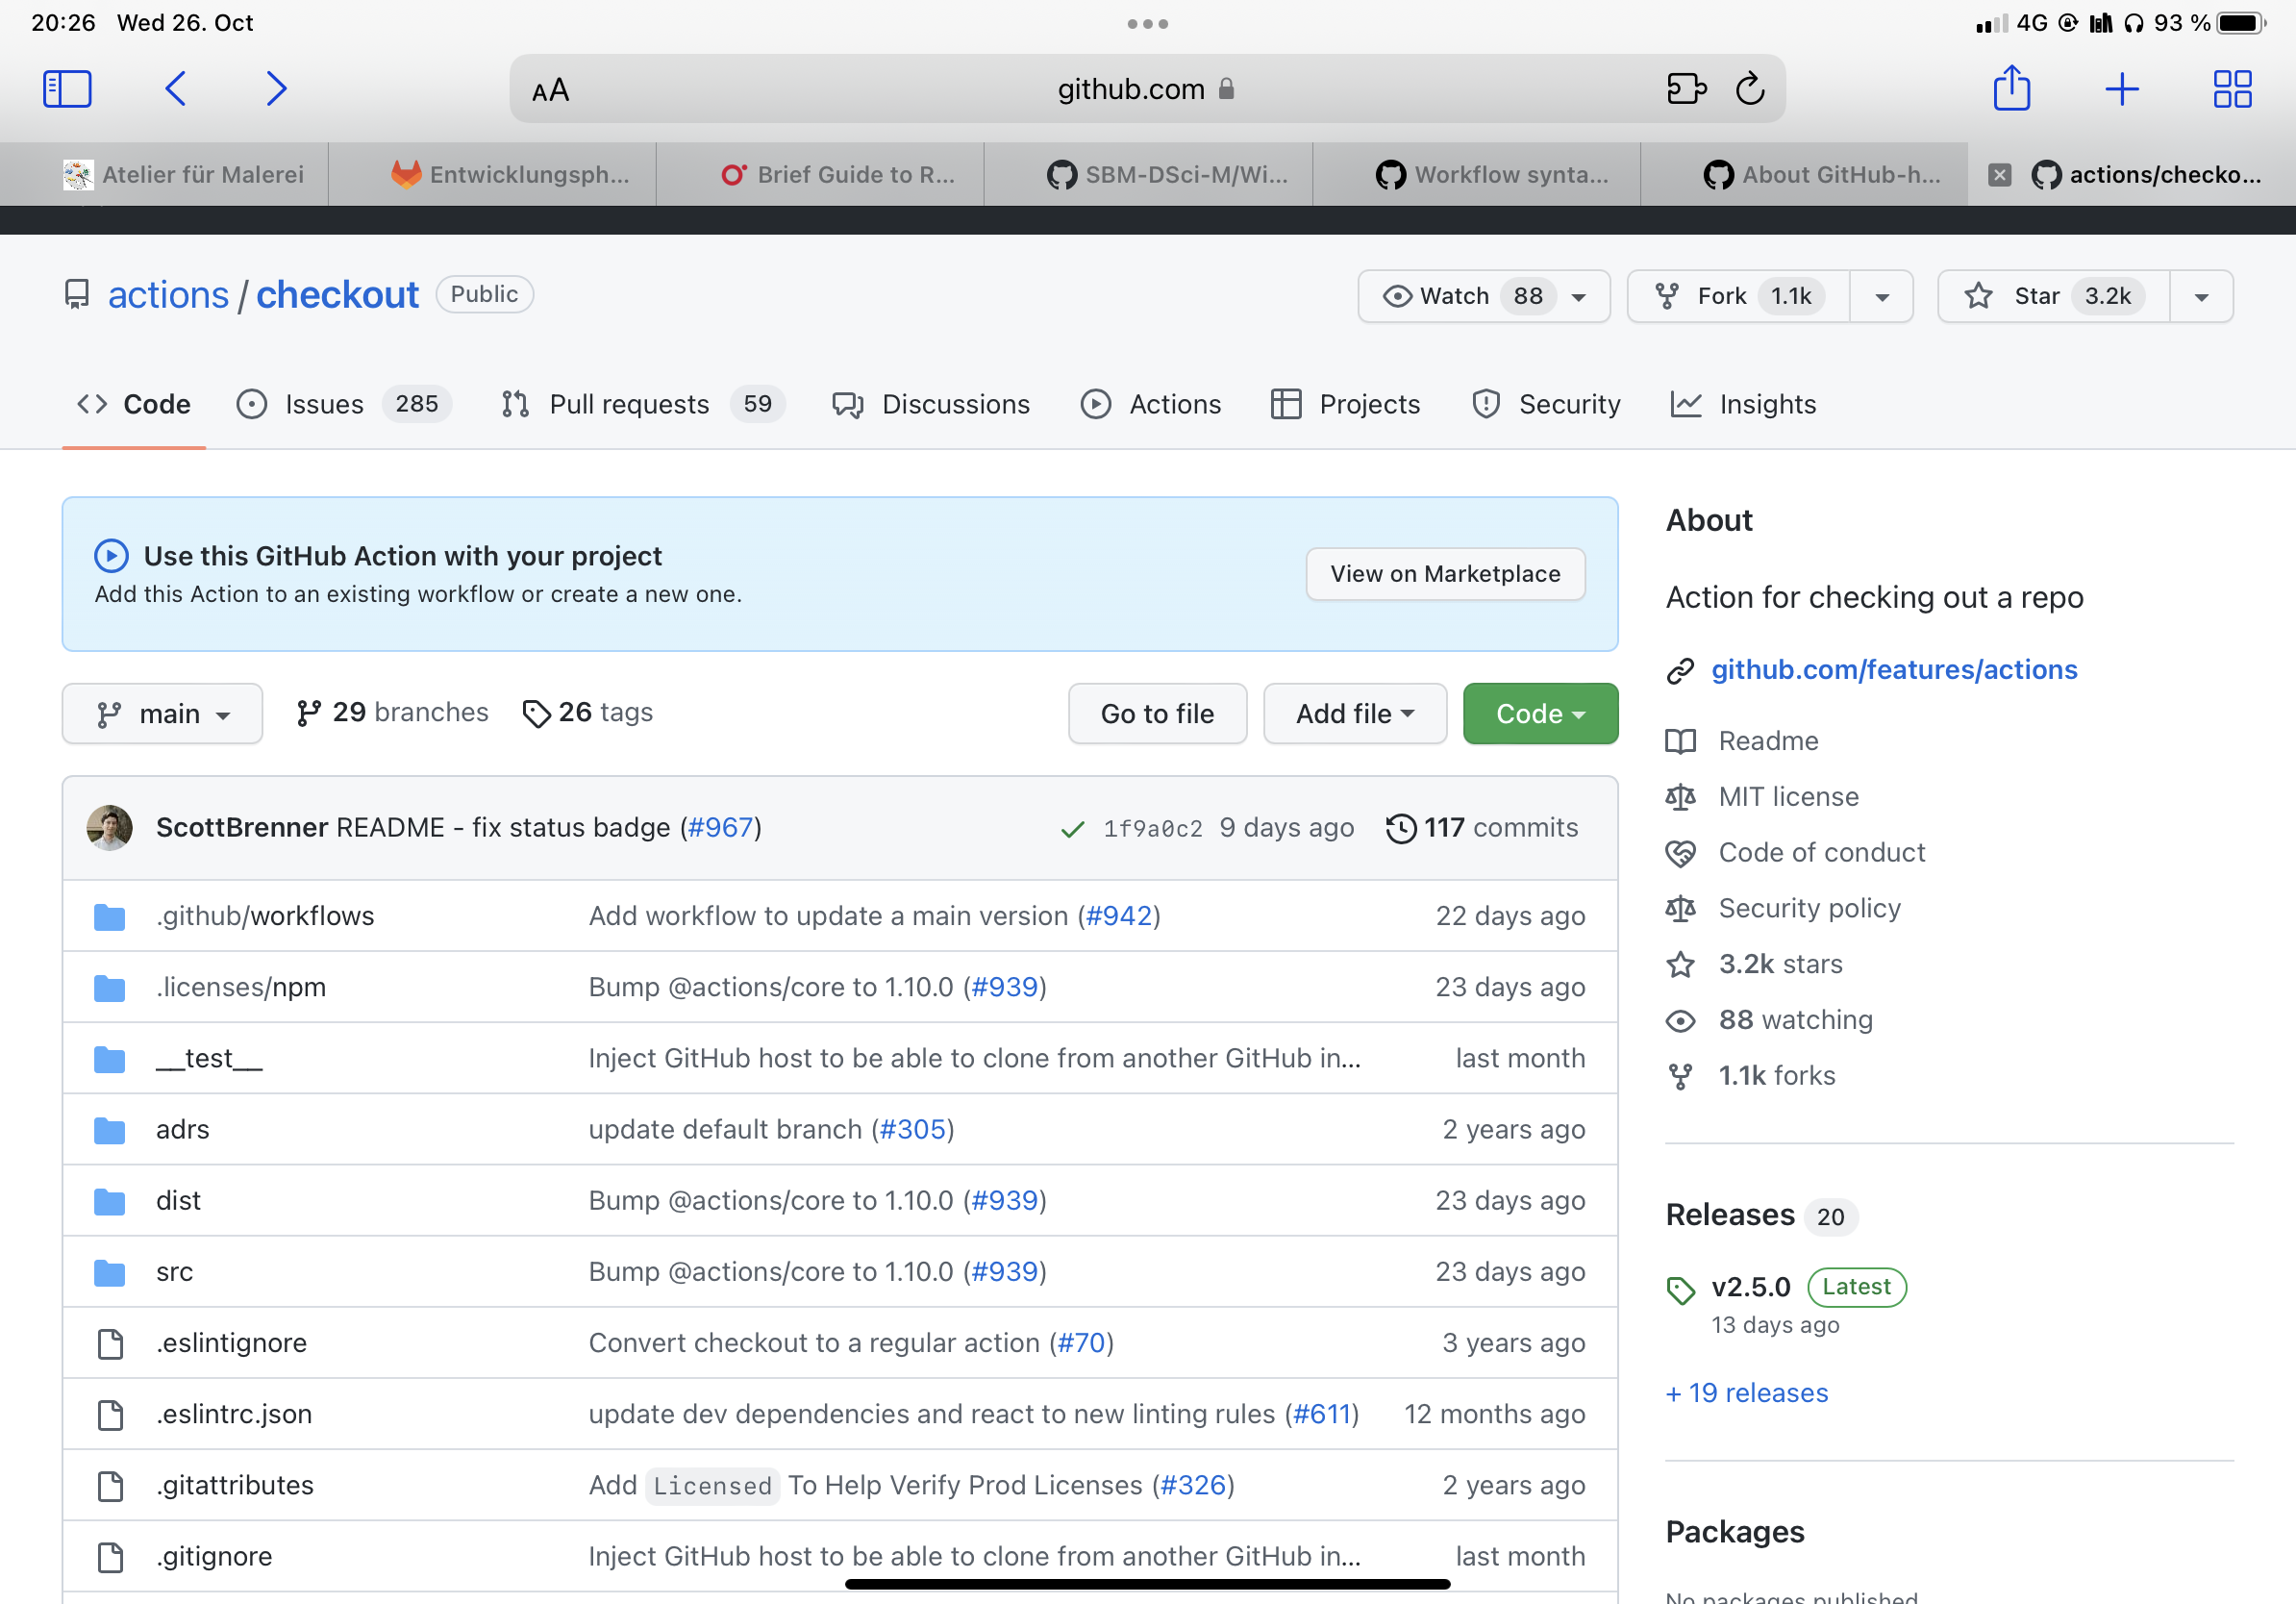 20:26 Wed 26. Oct
4G 93 %
AA github.com
Atelier für Malerei
Entwicklungsph...
Brief Guide to R...
SBM-DSci-M/Wi...
Workflow synta...
About GitHub-h...
actions/checko...
actions / checkout Public
Watch 88
Fork 1.1k
Star 3.2k
Code
Issues 285
Pull requests 59
Discussions
Actions
Projects
Security
Insights
Use this GitHub Action with your project
Add this Action to an existing workflow or create a new one.
View on Marketplace
main 29 branches 26 tags
Go to file Add file Code
ScottBrenner README - fix status badge (#967) 1f9a0c2 9 days ago 117 commits
.github/workflows Add workflow to update a main version (#942) 22 days ago
.licenses/npm Bump @actions/core to 1.10.0 (#939) 23 days ago
__test__ Inject GitHub host to be able to clone from another GitHub in... last month
adrs update default branch (#305) 2 years ago
dist Bump @actions/core to 1.10.0 (#939) 23 days ago
src Bump @actions/core to 1.10.0 (#939) 23 days ago
.eslintignore Convert checkout to a regular action (#70) 3 years ago
.eslintrc.json update dev dependencies and react to new linting rules (#611) 12 months ago
.gitattributes Add Licensed To Help Verify Prod Licenses (#326) 2 years ago
.gitignore Inject GitHub host to be able to clone from another GitHub in... last month
About
Action for checking out a repo
github.com/features/actions
Readme
MIT license
Code of conduct
Security policy
3.2k stars
88 watching
1.1k forks
Releases 20
v2.5.0 Latest
13 days ago
+ 19 releases
Packages
No packages published